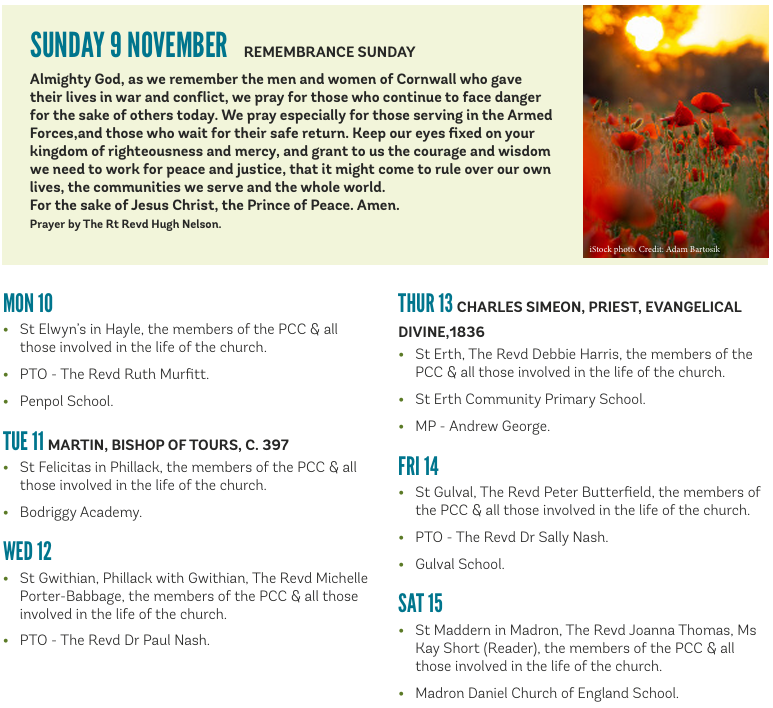 SUNDAY 9 NOVEMBER REMEMBRANCE SUNDAY
Almighty God, as we remember the men and women of Cornwall who gave
their lives in war and conflict, we pray for those who continue to face danger
for the sake of others today. We pray especially for those serving in the Armed
Forces,and those who wait for their safe return. Keep our eyes fixed on your
kingdom of righteousness and mercy, and grant to us the courage and wisdom
we need to work for peace and justice, that it might come to rule over our own
lives, the communities we serve and the whole world.
For the sake of Jesus Christ, the Prince of Peace. Amen.
Prayer by The Rt Revd Hugh Nelson.
iStock photo. Credit: Adam Bartosik
MON 10
• St Elwyn's in Hayle, the members of the PCC & all
those involved in the life of the church.
• PTO - The Revd Ruth Murfitt.
• Penpol School.
TUE 11 MARTIN, BISHOP OF TOURS, C. 397
• St Felicitas in Phillack, the members of the PCC & all
those involved in the life of the church.
• Bodriggy Academy.
WED 12
• St Gwithian, Phillack with Gwithian, The Revd Michelle
Porter-Babbage, the members of the PCC & all those
involved in the life of the church.
• PTO - The Revd Dr Paul Nash.
THUR 13 CHARLES SIMEON, PRIEST, EVANGELICAL
DIVINE,1836
• St Erth, The Revd Debbie Harris, the members of the
PCC & all those involved in the life of the church.
• St Erth Community Primary School.
• MP - Andrew George.
FRI 14
• St Gulval, The Revd Peter Butterfield, the members of
the PCC & all those involved in the life of the church.
• PTO - The Revd Dr Sally Nash.
• Gulval School.
SAT 15
• St Maddern in Madron, The Revd Joanna Thomas, Ms
Kay Short (Reader), the members of the PCC & all
those involved in the life of the church.
• Madron Daniel Church of England School.